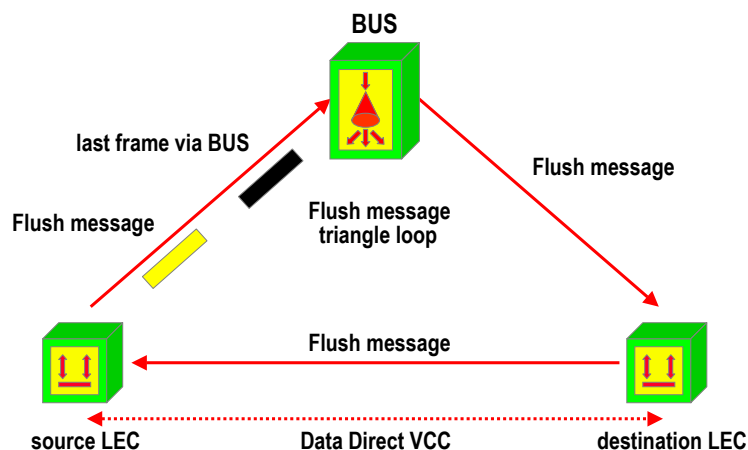 BUS
last frame via BUS
Flush message
Flush message
Flush message
triangle loop
Flush message
source LEC
Data Direct VCC
destination LEC